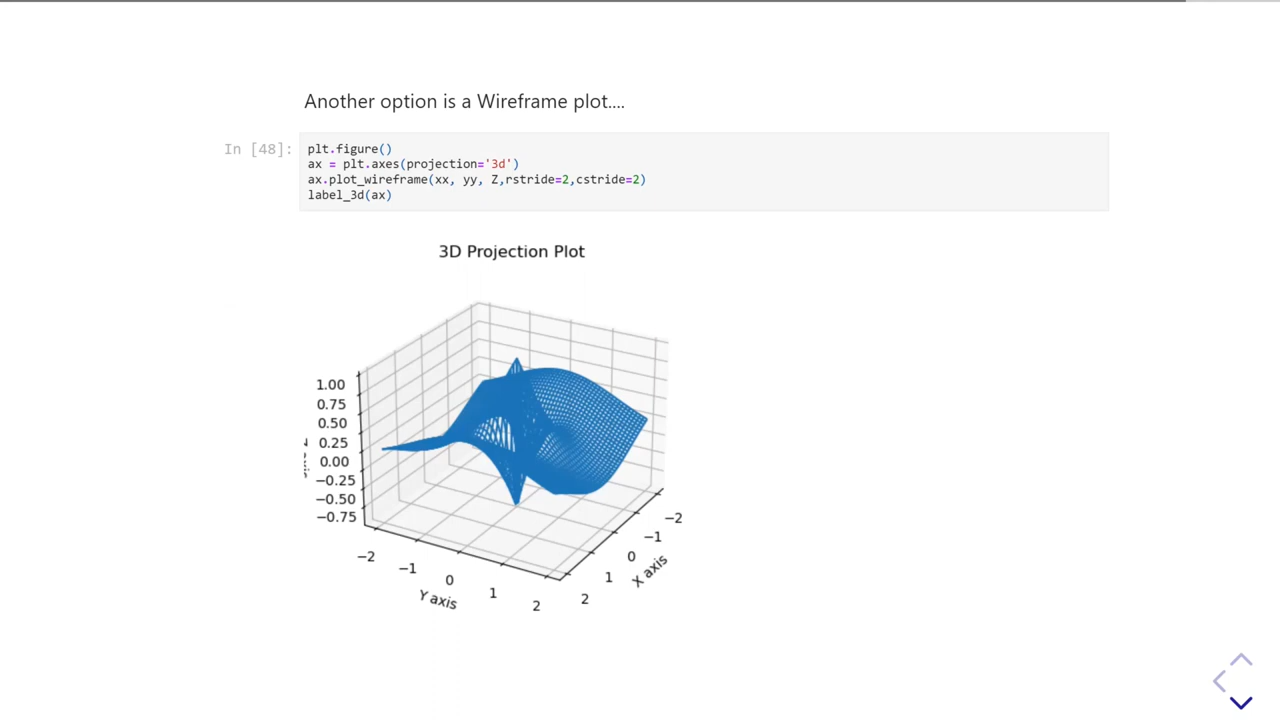 Another option is a Wireframe plot....
In [48]:
plt.figure()
ax = plt.axes(projection='3d')
ax.plot_wireframe(xx, yy, Z,rstride=2,cstride=2)
label_3d(ax)
3D Projection Plot
1.00
0.75
0.50
0.25
0.00
−0.25
−0.50
−0.75
−2
−1
0
1
2
Y axis
−2
−1
0
1
2
X axis